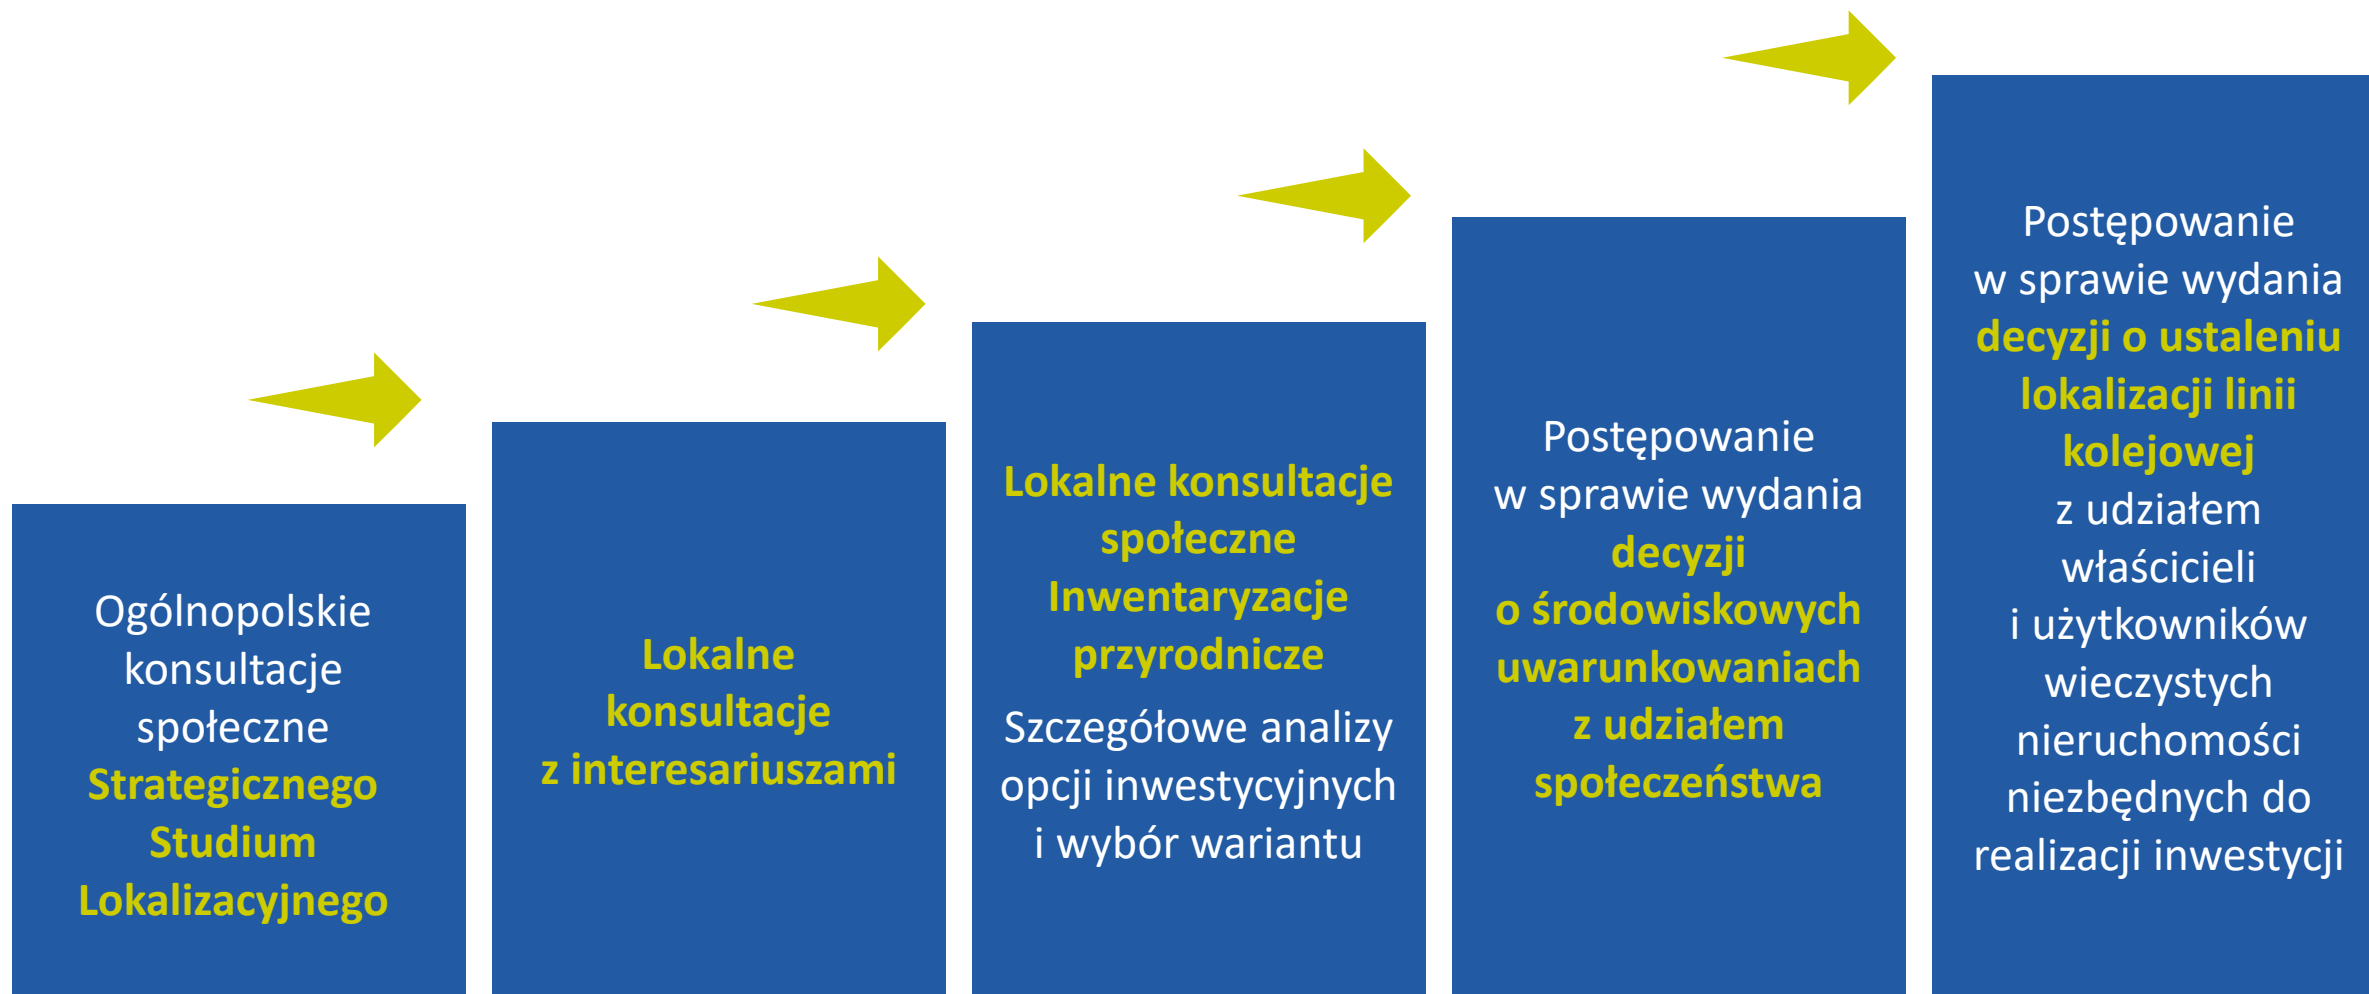 Ogólnopolskie
konsultacje
społeczne
Strategicznego
Studium
Lokalizacyjnego
Lokalne
konsultacje
z interesariuszami
Lokalne konsultacje
społeczne
Inwentaryzacje
przyrodnicze
Szczegółowe analizy
opcji inwestycyjnych
i wybór wariantu
Postępowanie
w sprawie wydania
decyzji
o środowiskowych
uwarunkowaniach
z udziałem
społeczeństwa
Postępowanie
w sprawie wydania
decyzji o ustaleniu
lokalizacji linii
kolejowej
z udziałem
właścicieli
i użytkowników
wieczystych
nieruchomości
niezbędnych do
realizacji inwestycji